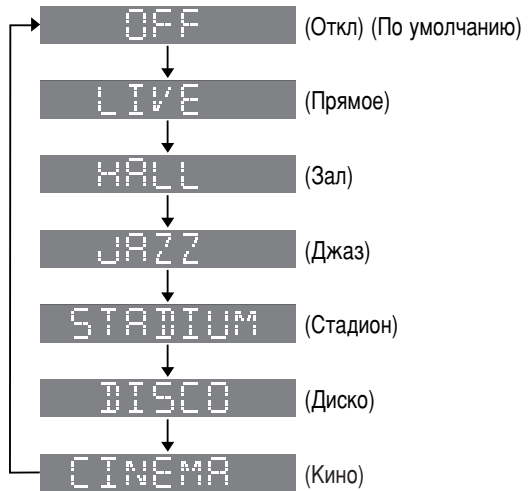 OFF (Откл) (По умолчанию)
LIVE (Прямое)
HALL (Зал)
JAZZ (Джаз)
STADIUM (Стадион)
DISCO (Диско)
CINEMA (Кино)